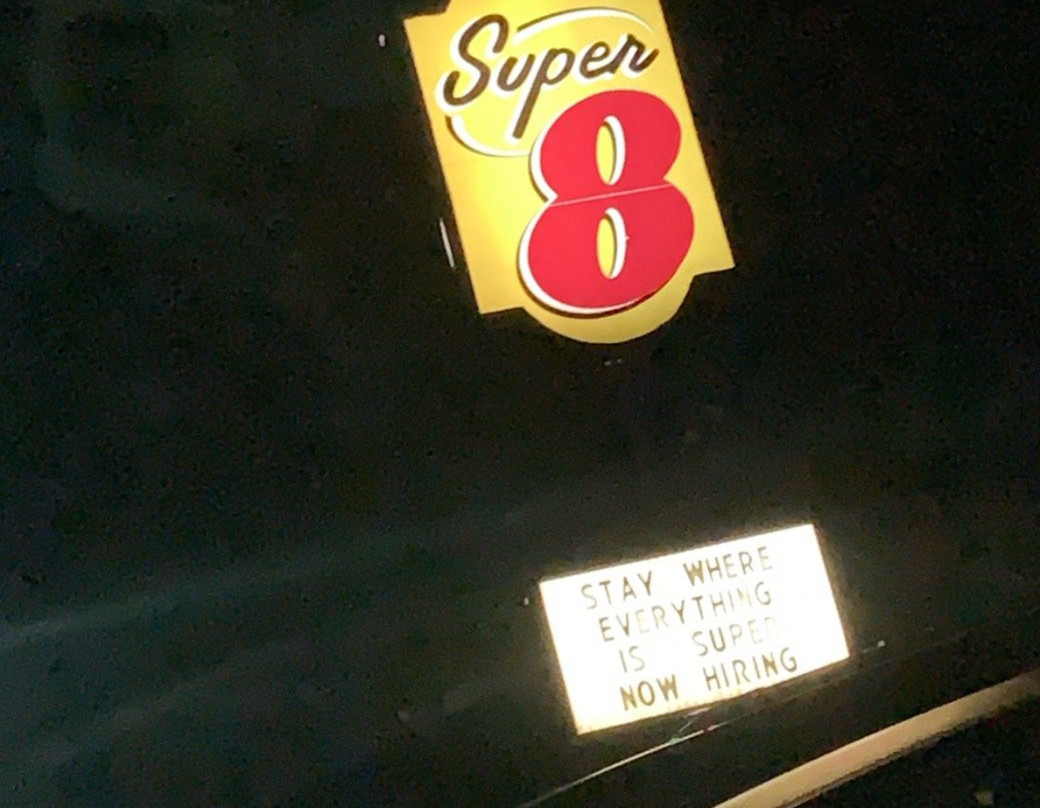 Super
8
STAY WHERE
EVERYTHING
IS SUPER
NOW HIRING